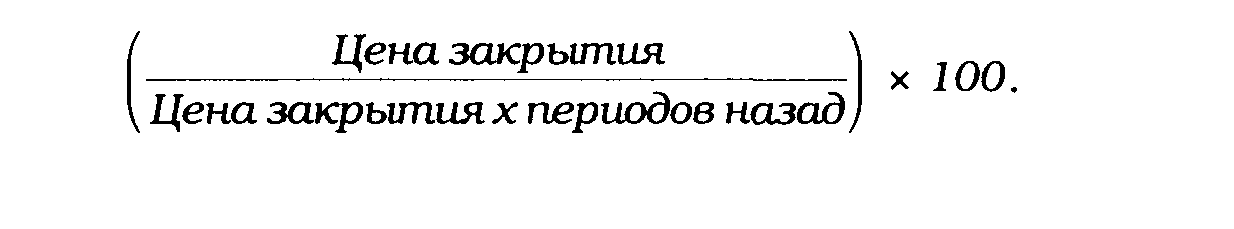 Цена закрытия
Цена закрытия x периодов назад
× 100.